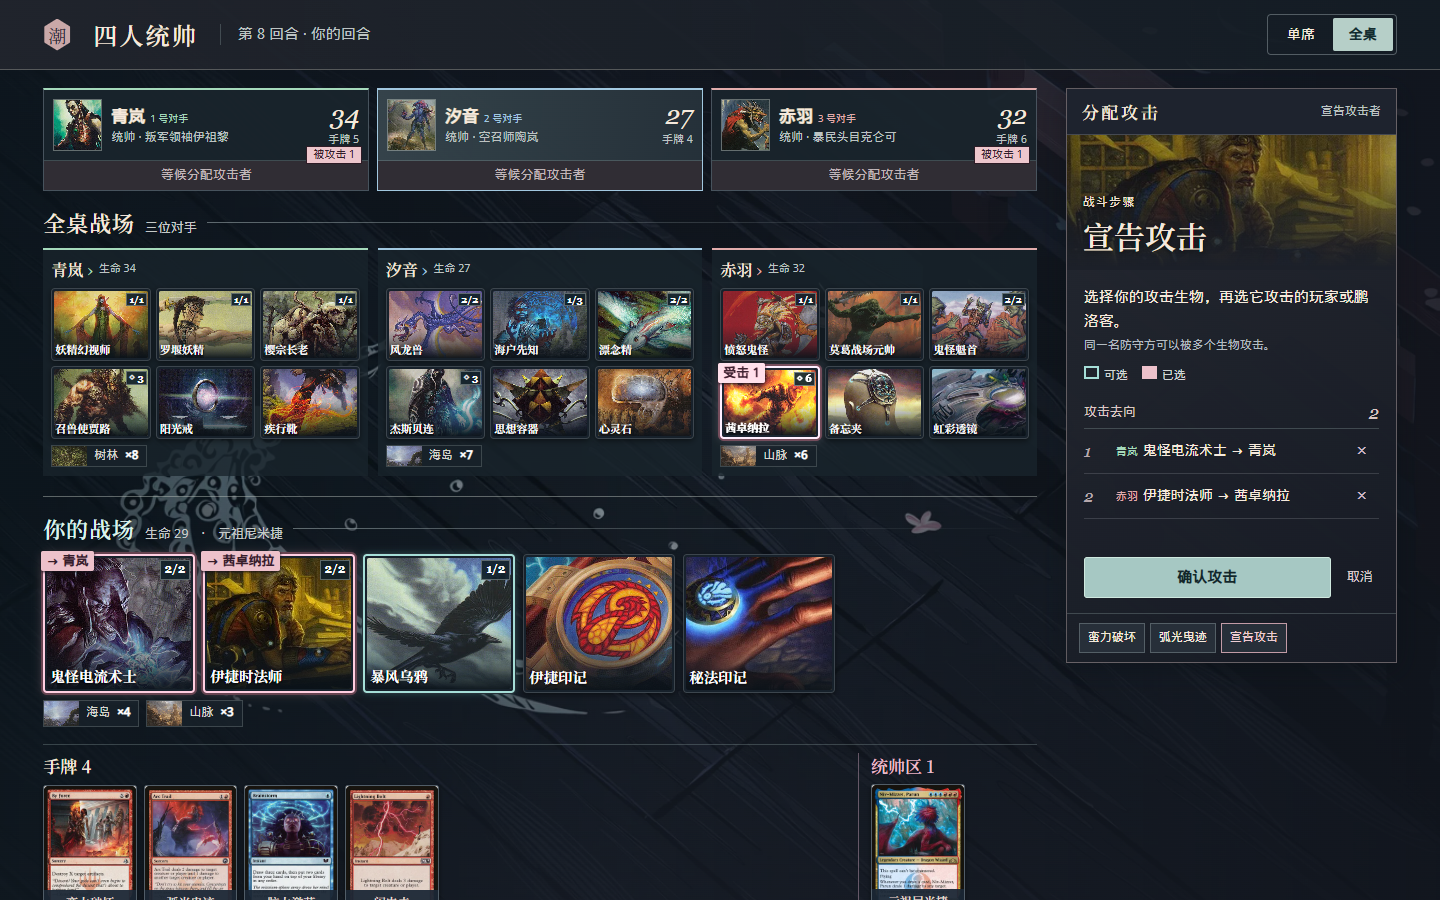 潮 四人统帅 第 8 回合 · 你的回合 单席 全桌
青岚 1 号对手 34
统帅 · 叛军领袖伊祖黎 手牌 5
被攻击 1
等候分配攻击者
汐音 2 号对手 27
统帅 · 空召师陶岚 手牌 4
等候分配攻击者
赤羽 3 号对手 32
统帅 · 暴民头目克仑可 手牌 6
被攻击 1
等候分配攻击者
全桌战场 三位对手
青岚 › 生命 34
1/1 1/1
妖精幻视师 罗堰妖精 樱宗长老
3
召兽使贾路 阳光戒 疾行靴
树林 ×8
汐音 › 生命 27
2/2 1/3 2/2
风龙兽 海户先知 漂念精
3
杰斯贝连 思想容器 心灵石
海岛 ×7
赤羽 › 生命 32
1/1 1/1 2/2
愤怒鬼怪 莫葛战场元帅 鬼怪魁首
受击 1 6
茜卓纳拉 备忘夹 虹彩透镜
山脉 ×6
你的战场 生命 29 · 元祖尼米捷
→ 青岚 2/2 → 茜卓纳拉 2/2 1/2
鬼怪电流术士 伊捷时法师 暴风乌鸦 伊捷印记 秘法印记
海岛 ×4 山脉 ×3
手牌 4
By Force Arc Trail Brainstorm Lightning Bolt
统帅区 1
Niv-Mizzet, Parun
分配攻击 宣告攻击者
战斗步骤
宣告攻击
选择你的攻击生物，再选它攻击的玩家或鹏
洛客。
同一名防守方可以被多个生物攻击。
可选 已选
攻击去向 2
1 青岚 鬼怪电流术士 → 青岚 ×
2 赤羽 伊捷时法师 → 茜卓纳拉 ×
确认攻击 取消
蛮力破坏 弧光曳迹 宣告攻击